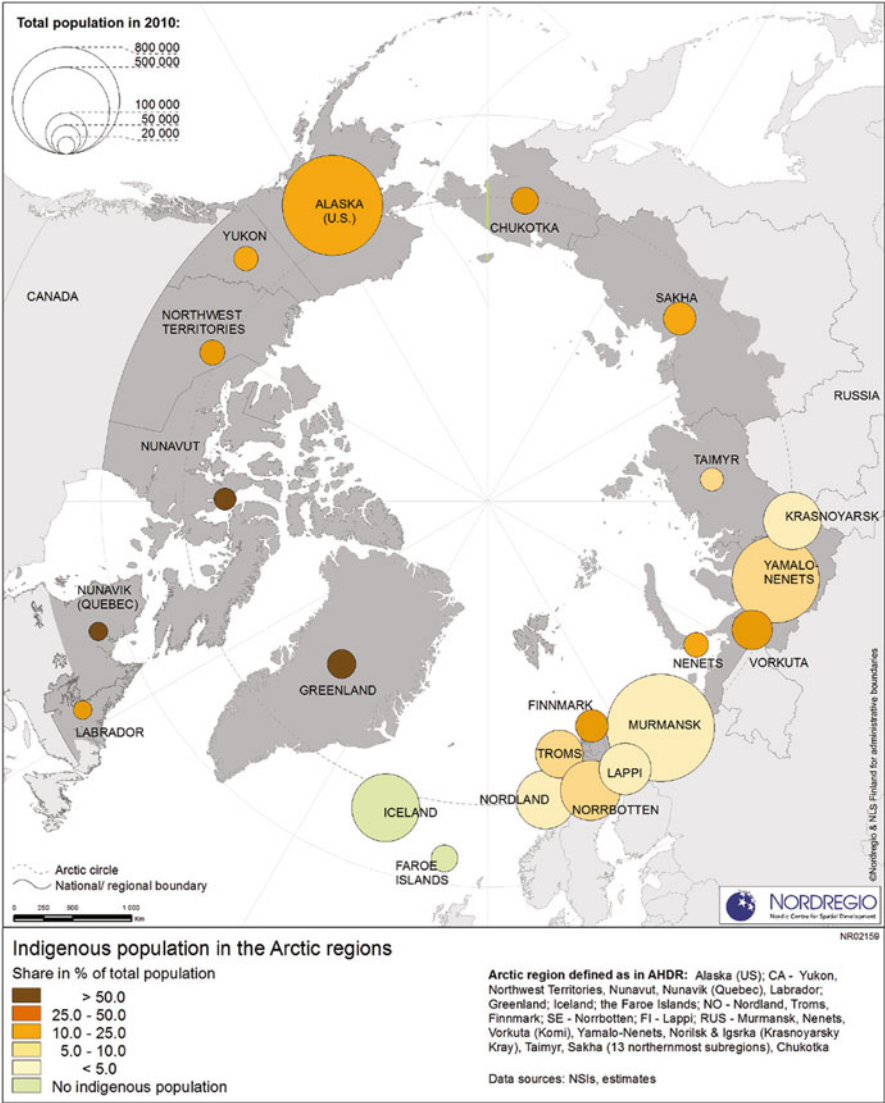 Total population in 2010:
800 000
500 000
100 000
50 000
20 000
ALASKA
(U.S.)
CHUKOTKA
YUKON
CANADA
SAKHA
NORTHWEST
TERRITORIES
RUSSIA
NUNAVUT
TAIMYR
KRASNOYARSK
YAMALO-
NENETS
NUNAVIK
(QUEBEC)
NENETS
VORKUTA
GREENLAND
FINNMARK
MURMANSK
LABRADOR
TROMS
LAPPI
NORDLAND
NORRBOTTEN
ICELAND
FAROE
ISLANDS
©Nordregio & NLS Finland for administrative boundaries
Arctic circle
National/ regional boundary
0 250 500 1 000
Km
NORDREGIO
Nordic Centre for Spatial Development
NR02159
Indigenous population in the Arctic regions
Share in % of total population
> 50.0
25.0 - 50.0
10.0 - 25.0
5.0 - 10.0
< 5.0
No indigenous population
Arctic region defined as in AHDR: Alaska (US); CA - Yukon,
Northwest Territories, Nunavut, Nunavik (Quebec), Labrador;
Greenland; Iceland; the Faroe Islands; NO - Nordland, Troms,
Finnmark; SE - Norrbotten; FI - Lappi; RUS - Murmansk, Nenets,
Vorkuta (Komi), Yamalo-Nenets, Norilsk & Igsrka (Krasnoyarsky
Kray), Taimyr, Sakha (13 northernmost subregions), Chukotka
Data sources: NSIs, estimates